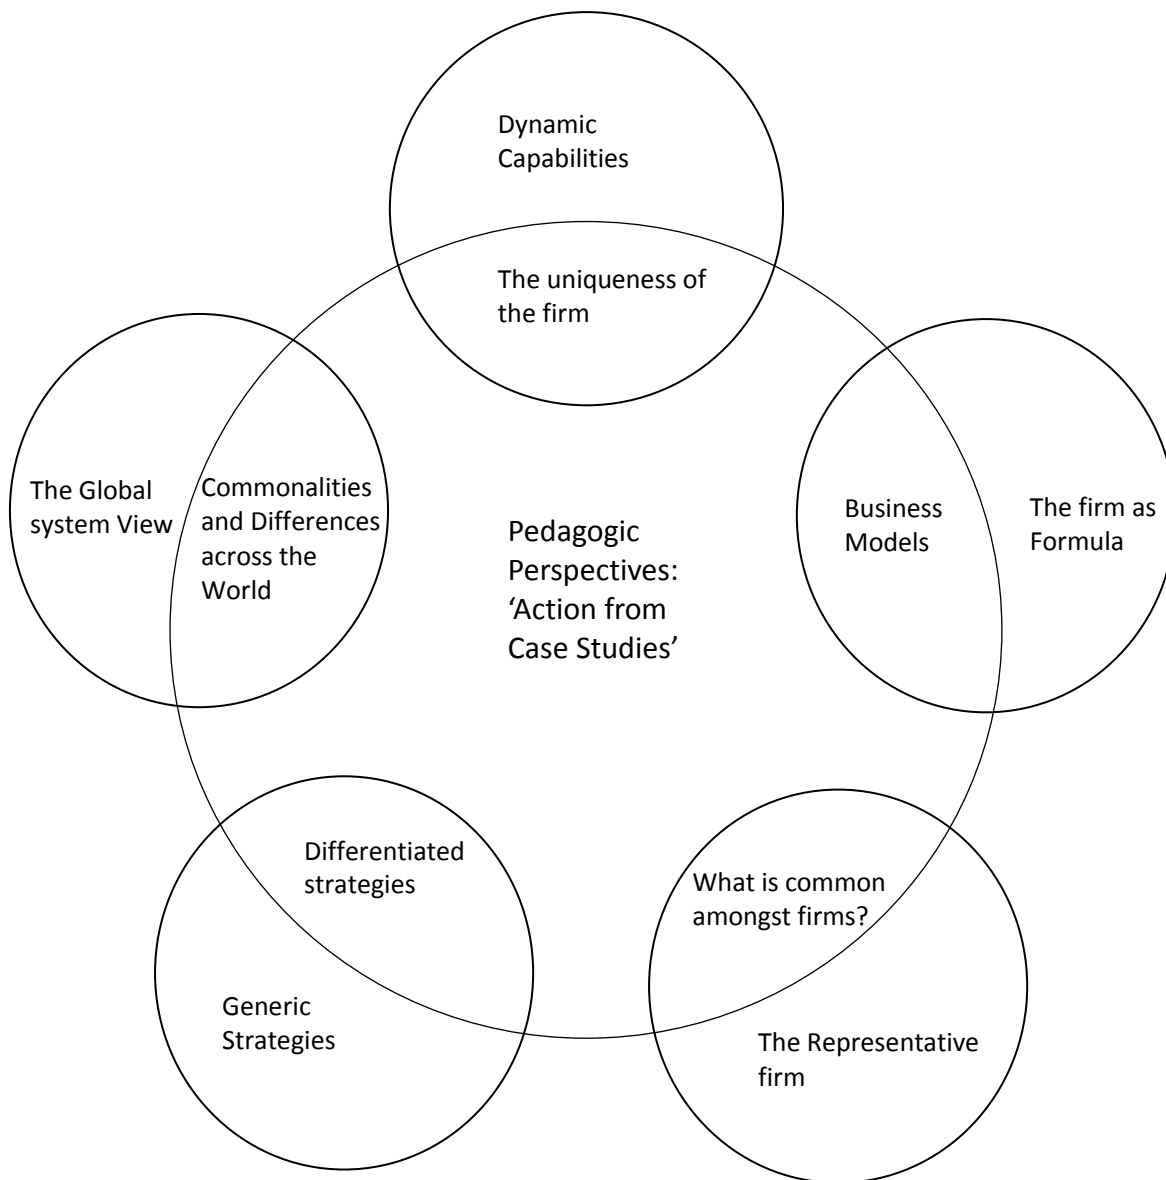 Dynamic
Capabilities
The uniqueness of
the firm
The Global
system View
Commonalities
and Differences
across the
World
Pedagogic
Perspectives:
‘Action from
Case Studies’
Business
Models
The firm as
Formula
Differentiated
strategies
Generic
Strategies
What is common
amongst firms?
The Representative
firm